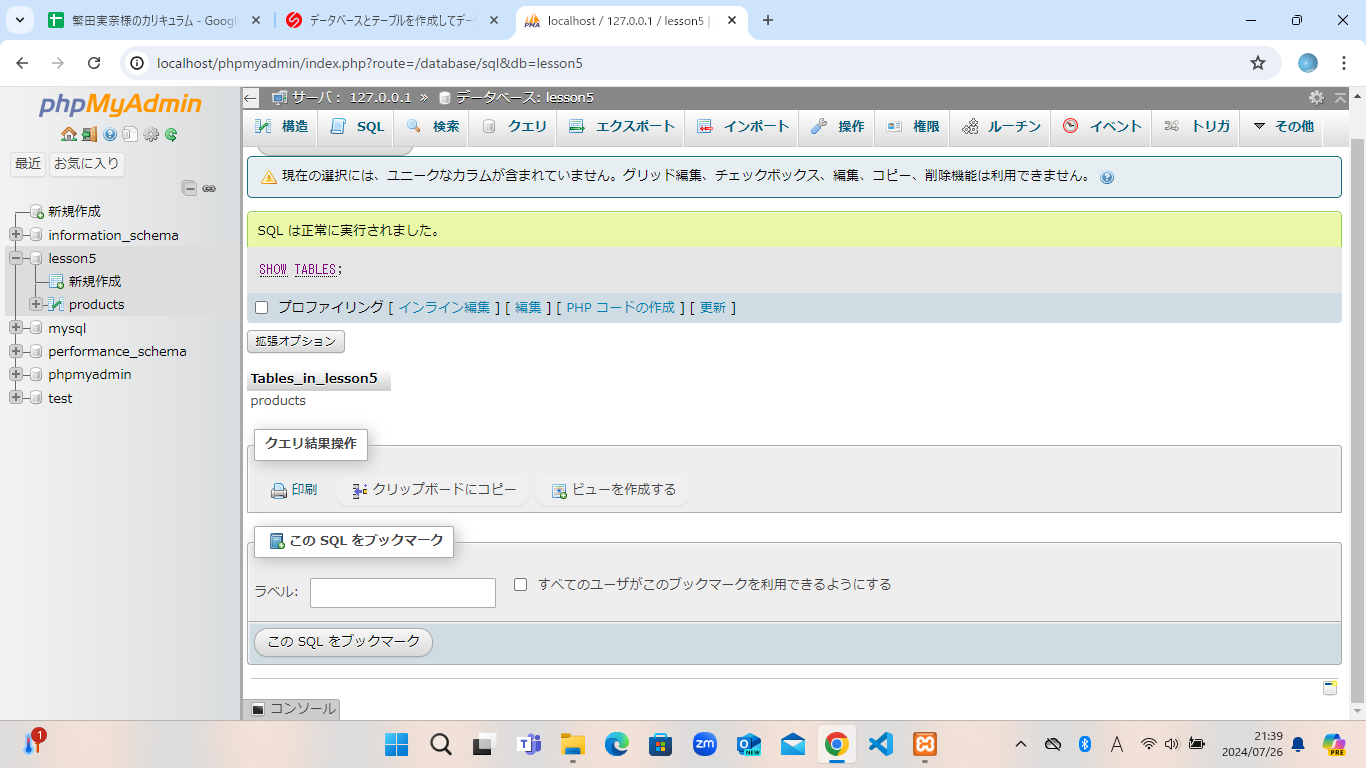 繁田実奈様のカリキュラム - Googl
データベースとテーブルを作成してデー
localhost / 127.0.0.1 / lesson5 |
localhost/phpmyadmin/index.php?route=/database/sql&db=lesson5
phpMyAdmin
最近 お気に入り
新規作成
information_schema
lesson5
新規作成
products
mysql
performance_schema
phpmyadmin
test
サーバ: 127.0.0.1 » データベース: lesson5
構造 SQL 検索 クエリ エクスポート インポート 操作 権限 ルーチン イベント トリガ その他
現在の選択には、ユニークなカラムが含まれていません。グリッド編集、チェックボックス、編集、コピー、削除機能は利用できません。
SQL は正常に実行されました。
SHOW TABLES;
プロファイリング [ インライン編集 ] [ 編集 ] [ PHP コードの作成 ] [ 更新 ]
拡張オプション
Tables_in_lesson5
products
クエリ結果操作
印刷 クリップボードにコピー ビューを作成する
この SQL をブックマーク
ラベル: すべてのユーザがこのブックマークを利用できるようにする
この SQL をブックマーク
コンソール
1
zm
NEW
A
21:39
2024/07/26
PRE